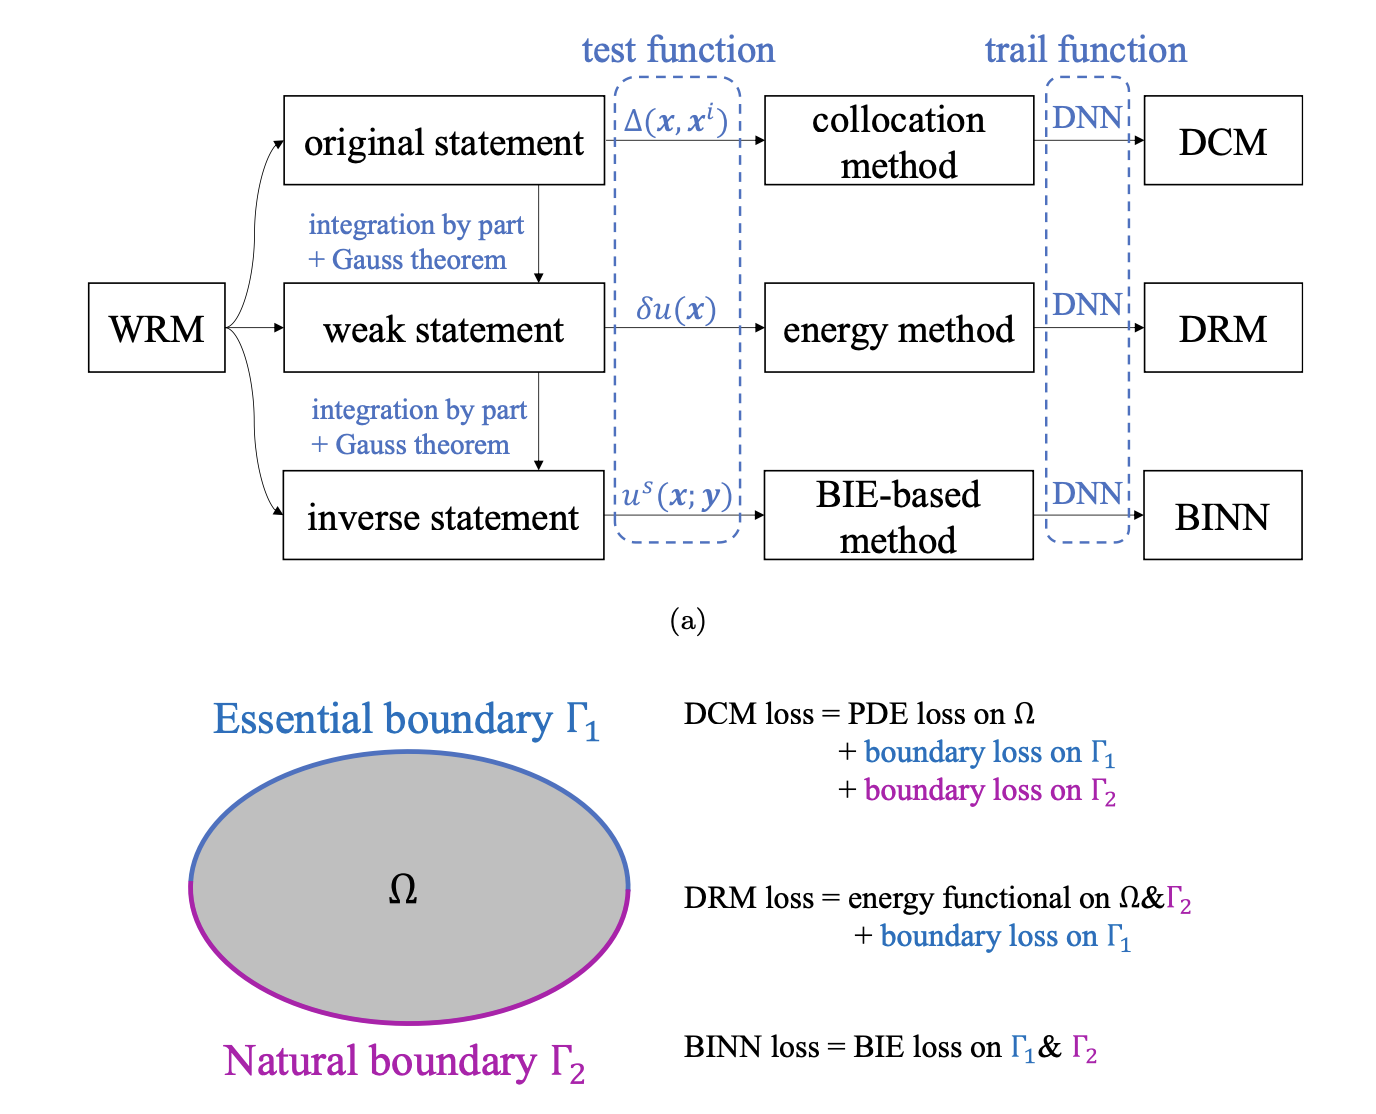 test function
trail function
original statement
Δ(x, xⁱ)
collocation
method
DNN
DCM
integration by part
+ Gauss theorem
WRM
weak statement
δu(x)
energy method
DNN
DRM
integration by part
+ Gauss theorem
inverse statement
uˢ(x; y)
BIE-based
method
DNN
BINN
(a)
Essential boundary Γ₁
Ω
Natural boundary Γ₂
DCM loss = PDE loss on Ω
+ boundary loss on Γ₁
+ boundary loss on Γ₂
DRM loss = energy functional on Ω&Γ₂
+ boundary loss on Γ₁
BINN loss = BIE loss on Γ₁& Γ₂